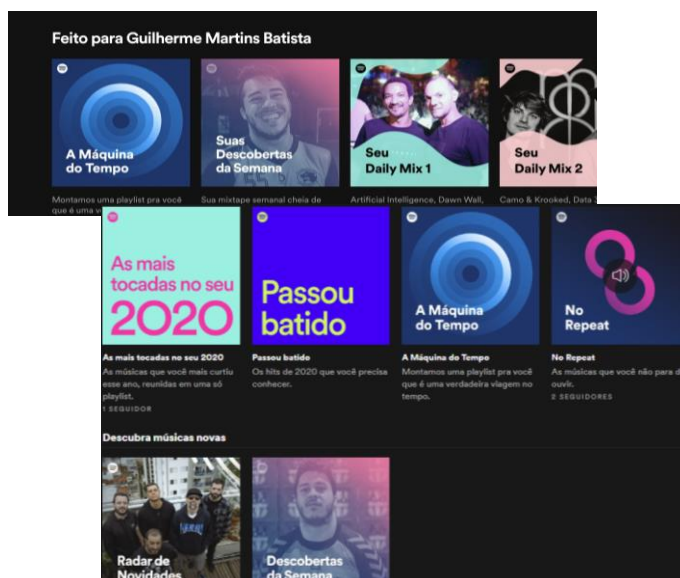 Feito para Guilherme Martins Batista
A Máquina
do Tempo
Suas
Descobertas
da Semana
Seu
Daily Mix 1
Seu
Daily Mix 2
Montamos uma playlist pra você
que é uma v
Sua mixtape semanal cheia de
Artificial Intelligence, Dawn Wall,
Camo & Krooked, Data
As mais
tocadas no seu
2020
Passou
batido
A Máquina
do Tempo
No
Repeat
As mais tocadas no seu 2020
As músicas que você mais curtiu
esse ano, reunidas em uma só
playlist.
1 SEGUIDOR
Passou batido
Os hits de 2020 que você precisa
conhecer.
A Máquina do Tempo
Montamos uma playlist pra você
que é uma verdadeira viagem no
tempo.
No Repeat
As músicas que você não para d
ouvir.
2 SEGUIDORES
Descubra músicas novas
Radar de
Novidades
Descobertas
da Semana